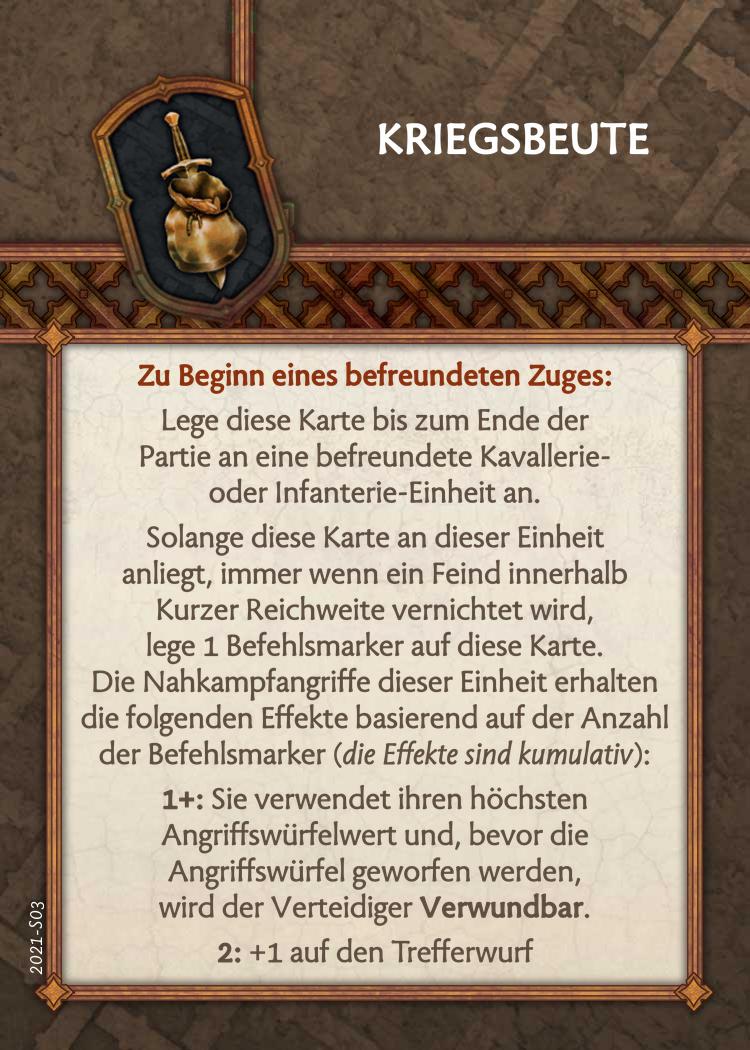 KRIEGSBEUTE
Zu Beginn eines befreundeten Zuges:
Lege diese Karte bis zum Ende der
Partie an eine befreundete Kavallerie-
oder Infanterie-Einheit an.
Solange diese Karte an dieser Einheit
anliegt, immer wenn ein Feind innerhalb
Kurzer Reichweite vernichtet wird,
lege 1 Befehlsmarker auf diese Karte.
Die Nahkampfangriffe dieser Einheit erhalten
die folgenden Effekte basierend auf der Anzahl
der Befehlsmarker (die Effekte sind kumulativ):
1+: Sie verwendet ihren höchsten
Angriffswürfelwert und, bevor die
Angriffswürfel geworfen werden,
wird der Verteidiger Verwundbar.
2: +1 auf den Trefferwurf
2021-S03